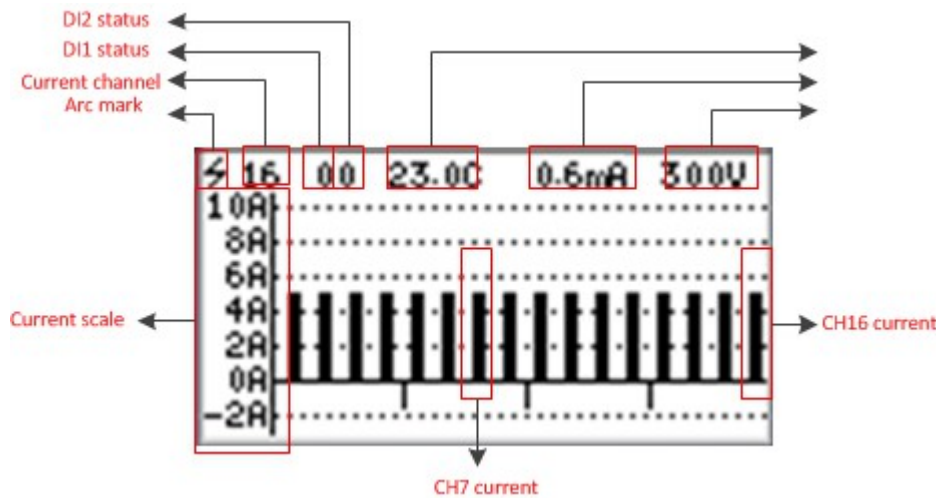 DI2 status
DI1 status
Current channel
Arc mark
16 00 23.0C 0.6mA 300V
10A
8A
6A
4A
2A
0A
-2A
Current scale
CH16 current
CH7 current